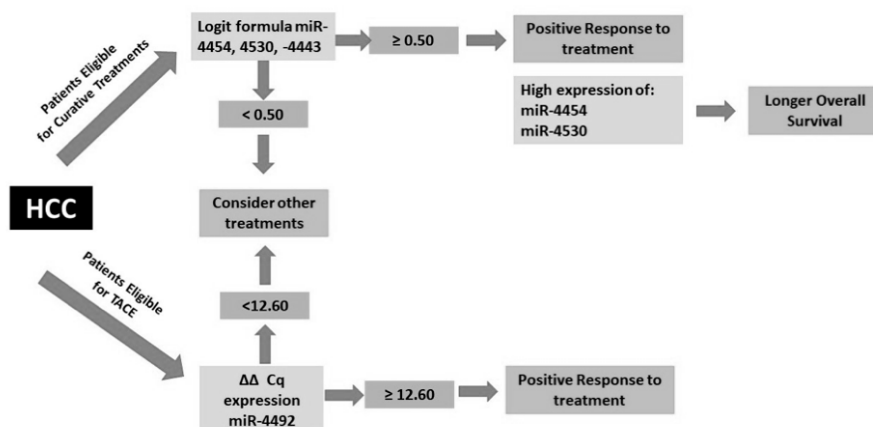 Patients Eligible
for Curative Treatments
Logit formula miR-
4454, 4530, -4443
≥ 0.50
Positive Response to
treatment
High expression of:
miR-4454
miR-4530
Longer Overall
Survival
< 0.50
Consider other
treatments
HCC
Patients Eligible
for TACE
<12.60
ΔΔ Cq
expression
miR-4492
≥ 12.60
Positive Response to
treatment